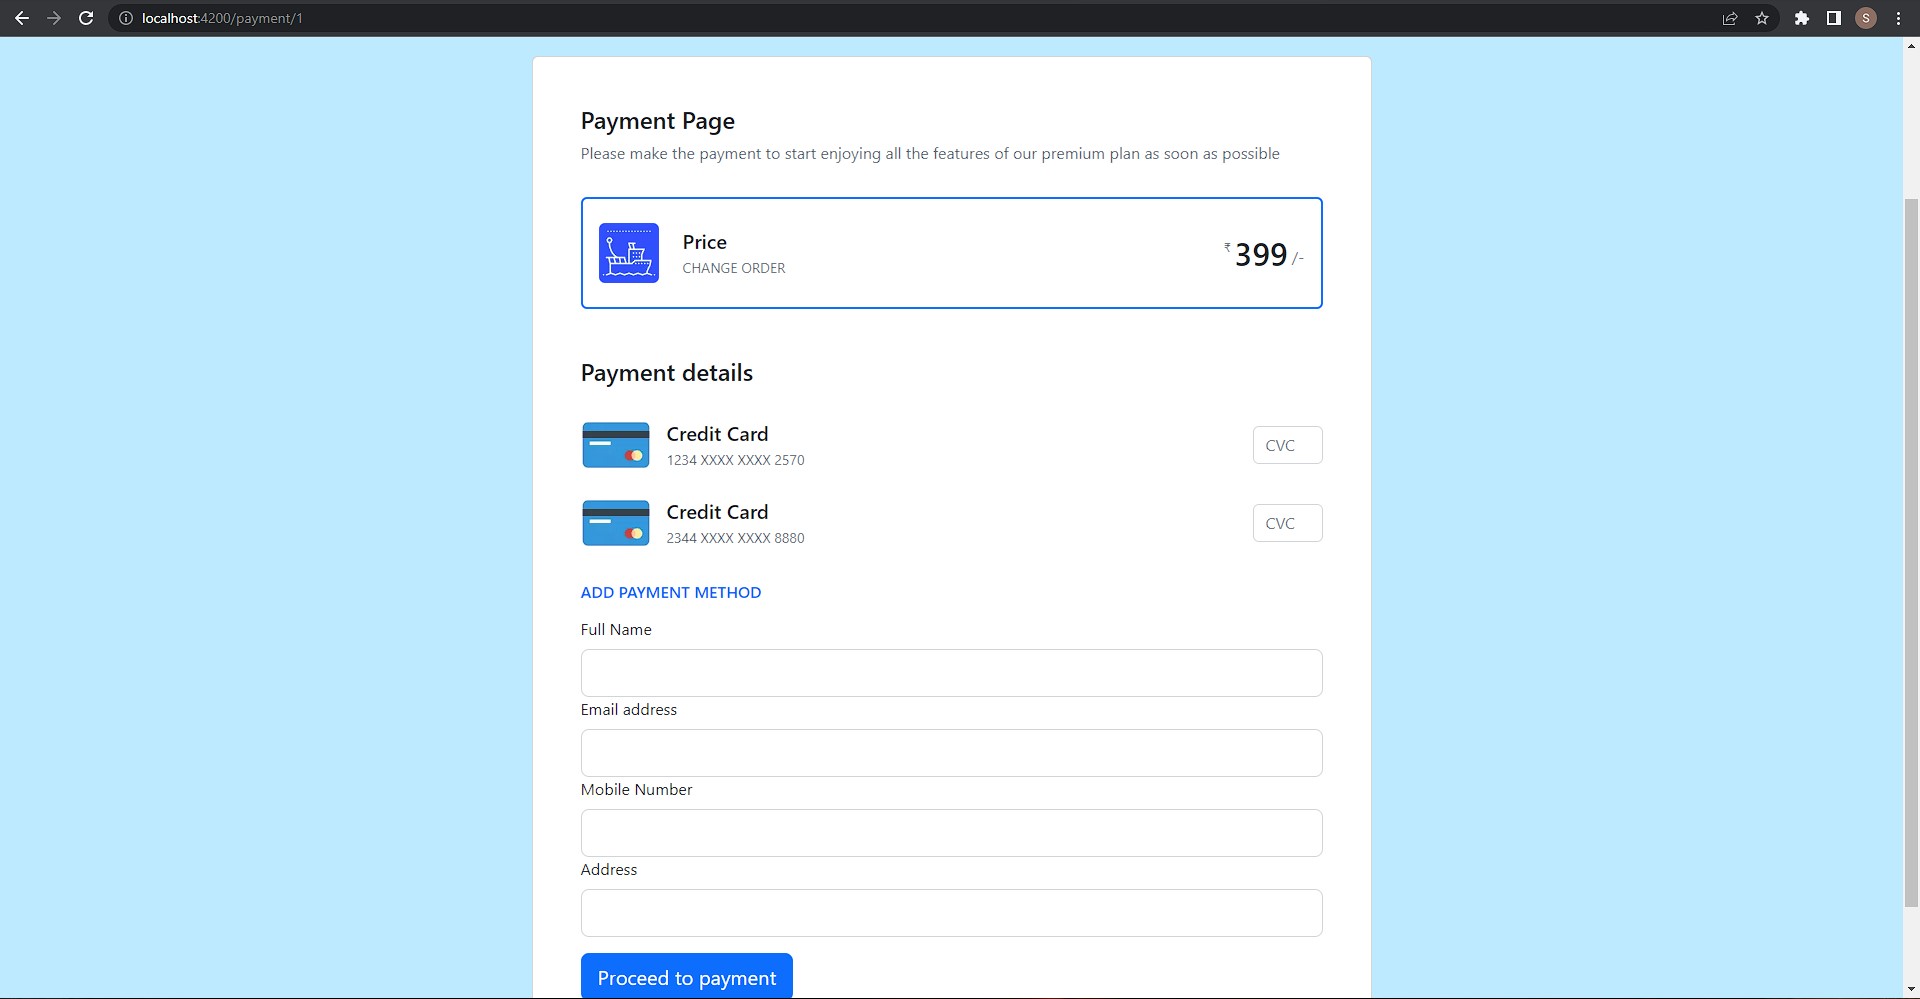 localhost:4200/payment/1
S
Payment Page
Please make the payment to start enjoying all the features of our premium plan as soon as possible
Price
CHANGE ORDER
₹399/-
Payment details
Credit Card
1234 XXXX XXXX 2570
CVC
Credit Card
2344 XXXX XXXX 8880
CVC
ADD PAYMENT METHOD
Full Name
Email address
Mobile Number
Address
Proceed to payment